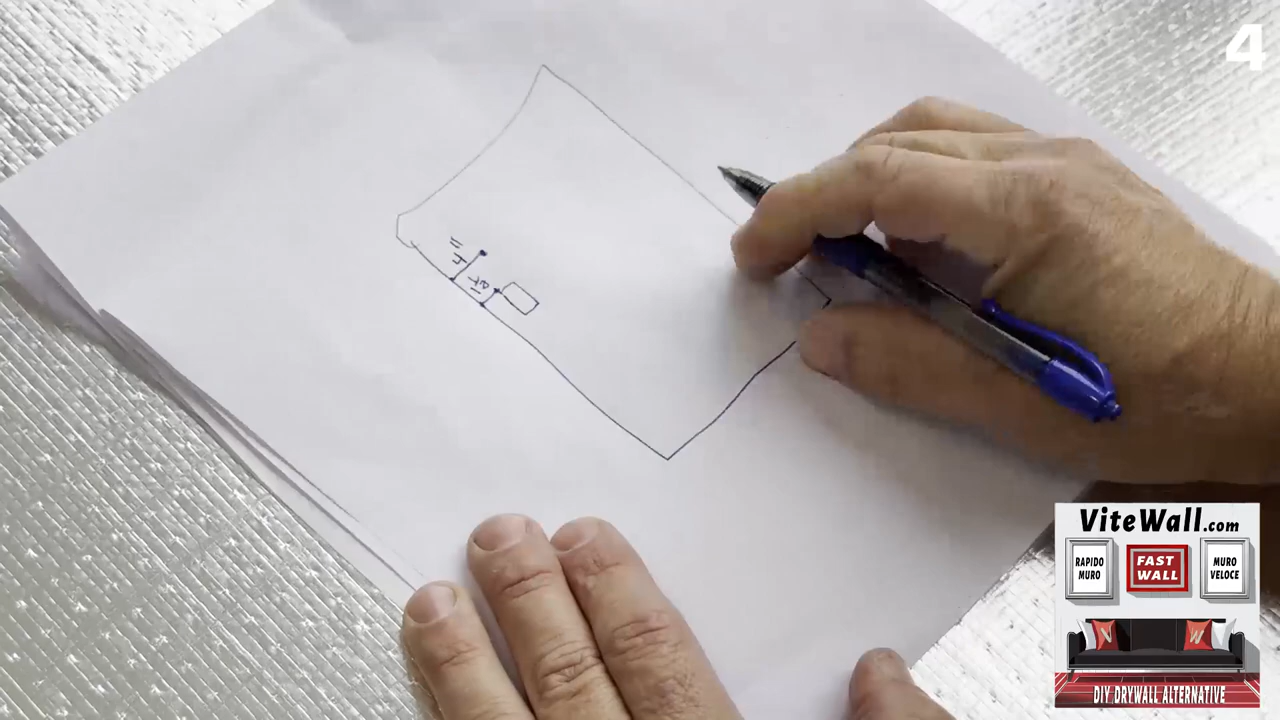 4
ViteWall.com
RAPIDO
MURO
FAST
WALL
MURO
VELOCE
N
W
DIY DRYWALL ALTERNATIVE